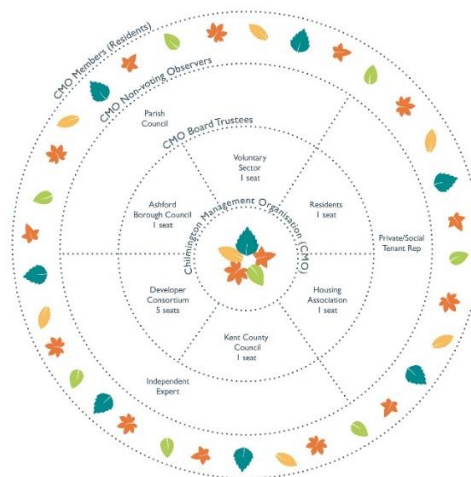 CMO Members (Residents)
CMO Non-voting Observers
Parish
Council
CMO Board Trustees
Voluntary
Sector
1 seat
Ashford
Borough Council
1 seat
Residents
1 seat
Chilmington Management Organisation (CMO)
Private/Social
Tenant Rep
Developer
Consortium
5 seats
Housing
Association
1 seat
Kent County
Council
1 seat
Independent
Expert